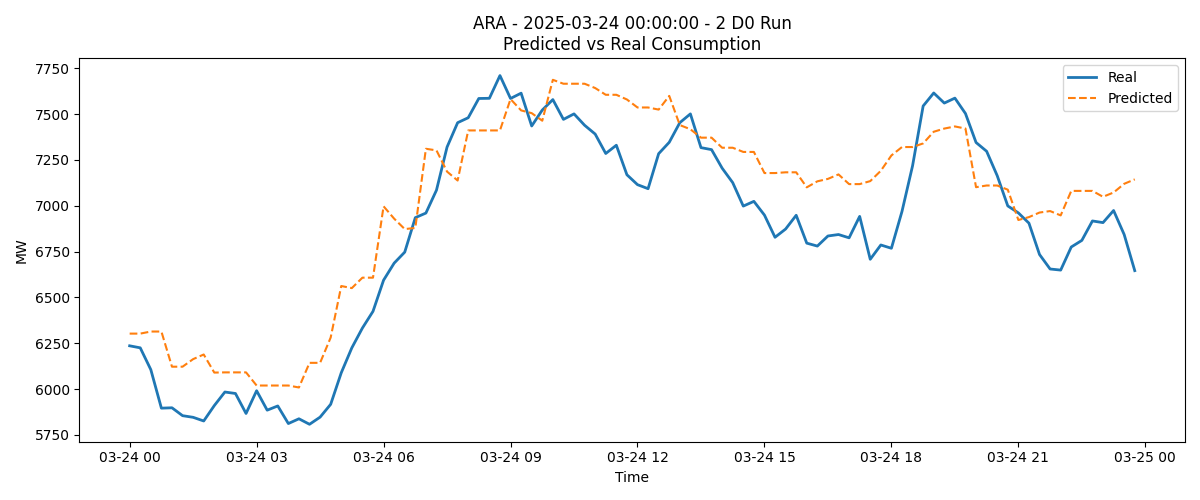 ARA - 2025-03-24 00:00:00 - 2 D0 Run
Predicted vs Real Consumption
Real
Predicted
MW
7750
7500
7250
7000
6750
6500
6250
6000
5750
03-24 00 03-24 03 03-24 06 03-24 09 03-24 12 03-24 15 03-24 18 03-24 21 03-25 00
Time